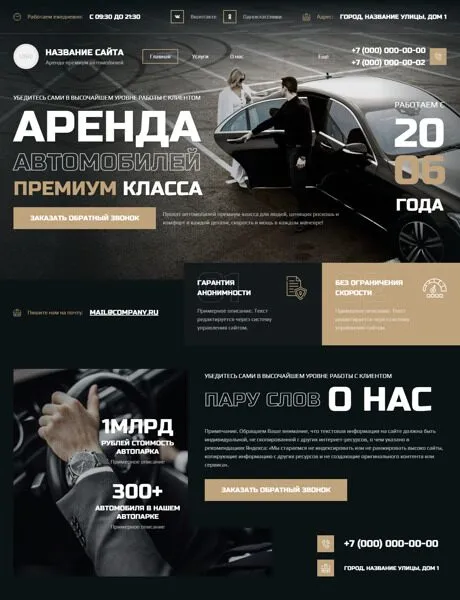 Работаем ежедневно: С 09:30 ДО 21:30
Вконтакте
Одноклассники
Адрес: ГОРОД, НАЗВАНИЕ УЛИЦЫ, ДОМ 1
НАЗВАНИЕ САЙТА
Аренда премиум автомобилей
Главная
Услуги
О нас
Ещё
+7 (000) 000-00-00
+7 (000) 000-00-02
УБЕДИТЕСЬ САМИ В ВЫСОЧАЙШЕМ УРОВНЕ РАБОТЫ С КЛИЕНТОМ
АРЕНДА
АВТОМОБИЛЕЙ
ПРЕМИУМ КЛАССА
РАБОТАЕМ С
20
06
ГОДА
ЗАКАЗАТЬ ОБРАТНЫЙ ЗВОНОК
Прокат автомобилей премиум-класса для людей, ценящих роскошь и
комфорт в каждой детали, скорость и мощь в каждом маневре!
Пишите нам на почту: MAIL@COMPANY.RU
01
ГАРАНТИЯ
АНОНИМНОСТИ
Примерное описание. Текст
редактируется через систему
управления сайтом.
БЕЗ ОГРАНИЧЕНИЯ
СКОРОСТИ
Примерное описание. Текст
редактируется через систему
управления сайтом.
1МЛРД
РУБЛЕЙ СТОИМОСТЬ
АВТОПАРКА
Примерное описание
300+
АВТОМОБИЛЯ В НАШЕМ
АВТОПАРКЕ
Примерное описание
УБЕДИТЕСЬ САМИ В ВЫСОЧАЙШЕМ УРОВНЕ РАБОТЫ С КЛИЕНТОМ
ПАРУ СЛОВ О НАС
Примечание. Обращаем Ваше внимание, что текстовая информация на сайте должна быть
индивидуальной, не скопированной с других интернет-ресурсов, о чем указано в
рекомендациях Яндекса: «Мы стараемся не индексировать или не ранжировать высоко сайты,
копирующие информацию с других ресурсов и не создающие оригинального контента или
сервиса».
ЗАКАЗАТЬ ОБРАТНЫЙ ЗВОНОК
+7 (000) 000-00-00
ГОРОД, НАЗВАНИЕ УЛИЦЫ, ДОМ 1